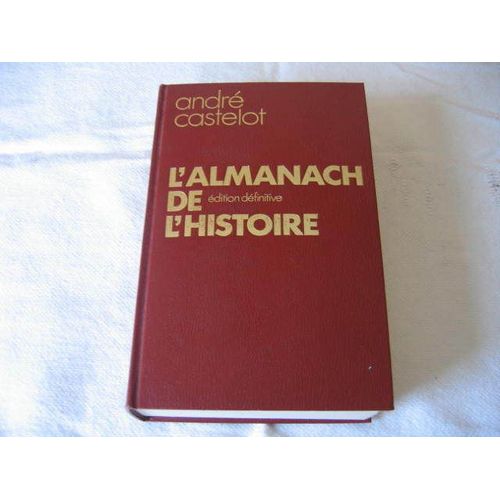 andré
castelot
L'ALMANACH
DE édition définitive
L'HISTOIRE